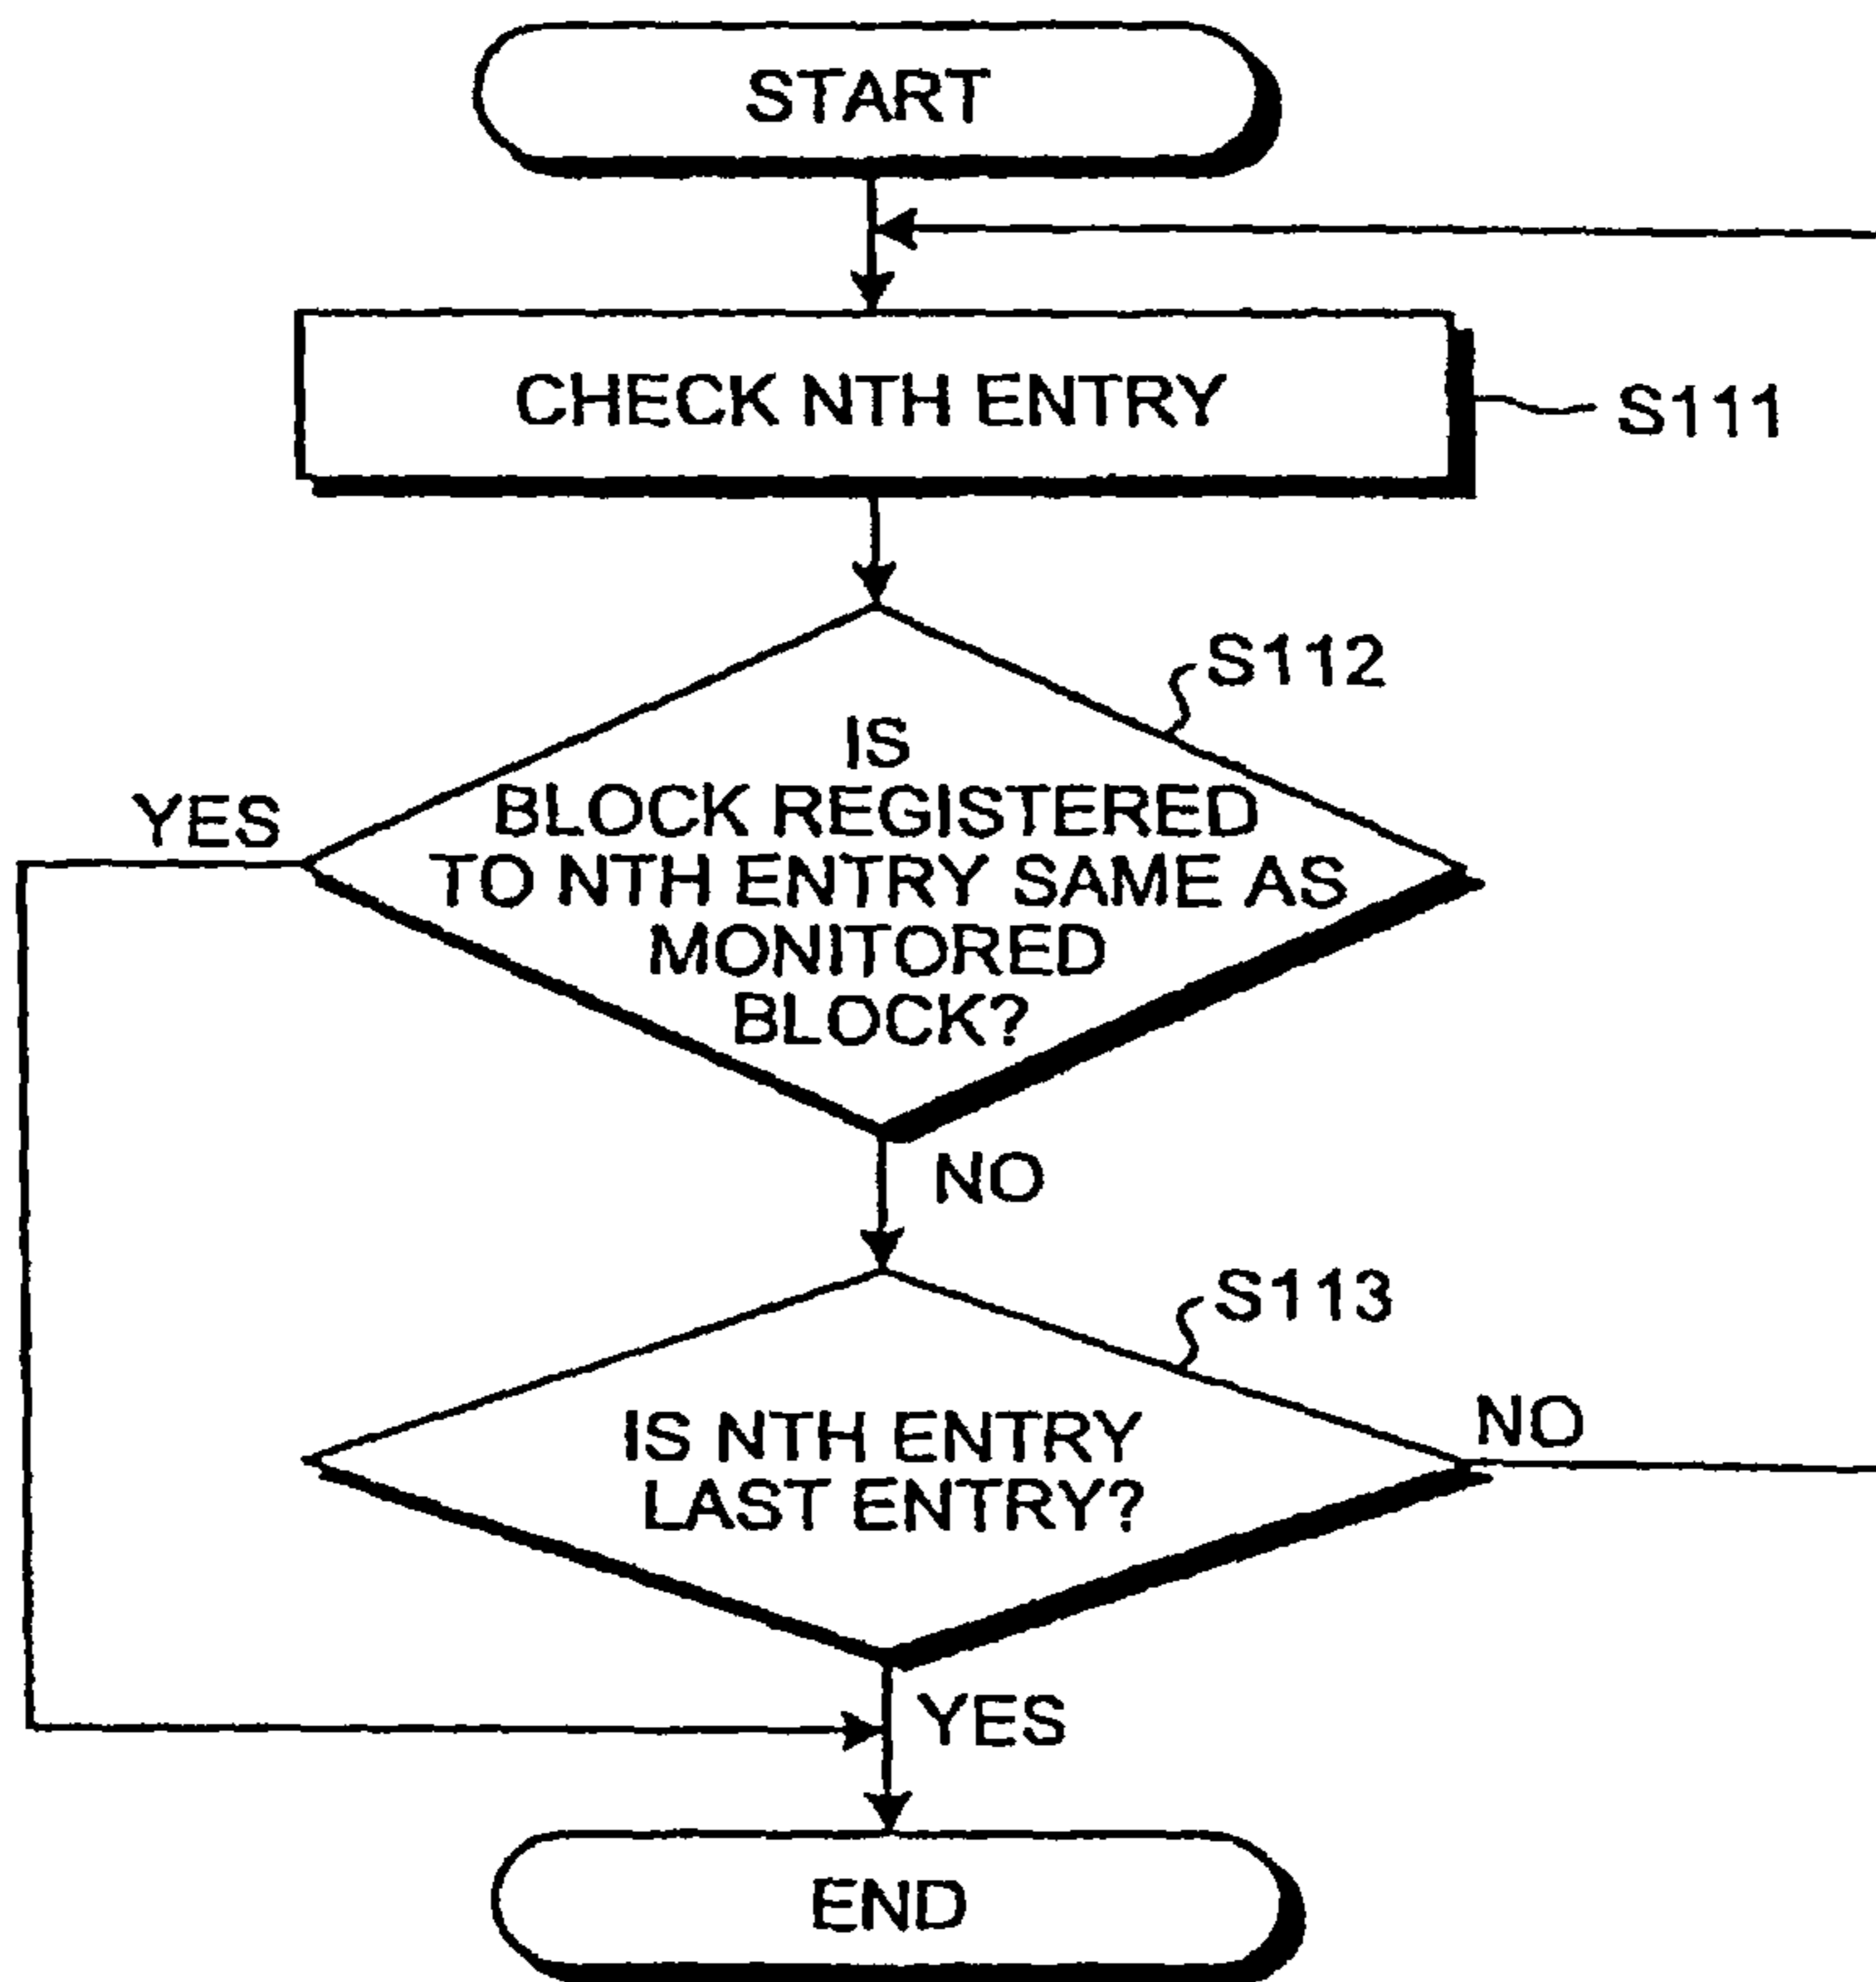 START
CHECK NTH ENTRY
S111
S112
IS
BLOCK REGISTERED
TO NTH ENTRY SAME AS
MONITORED
BLOCK?
YES
NO
S113
IS NTH ENTRY
LAST ENTRY?
NO
YES
END